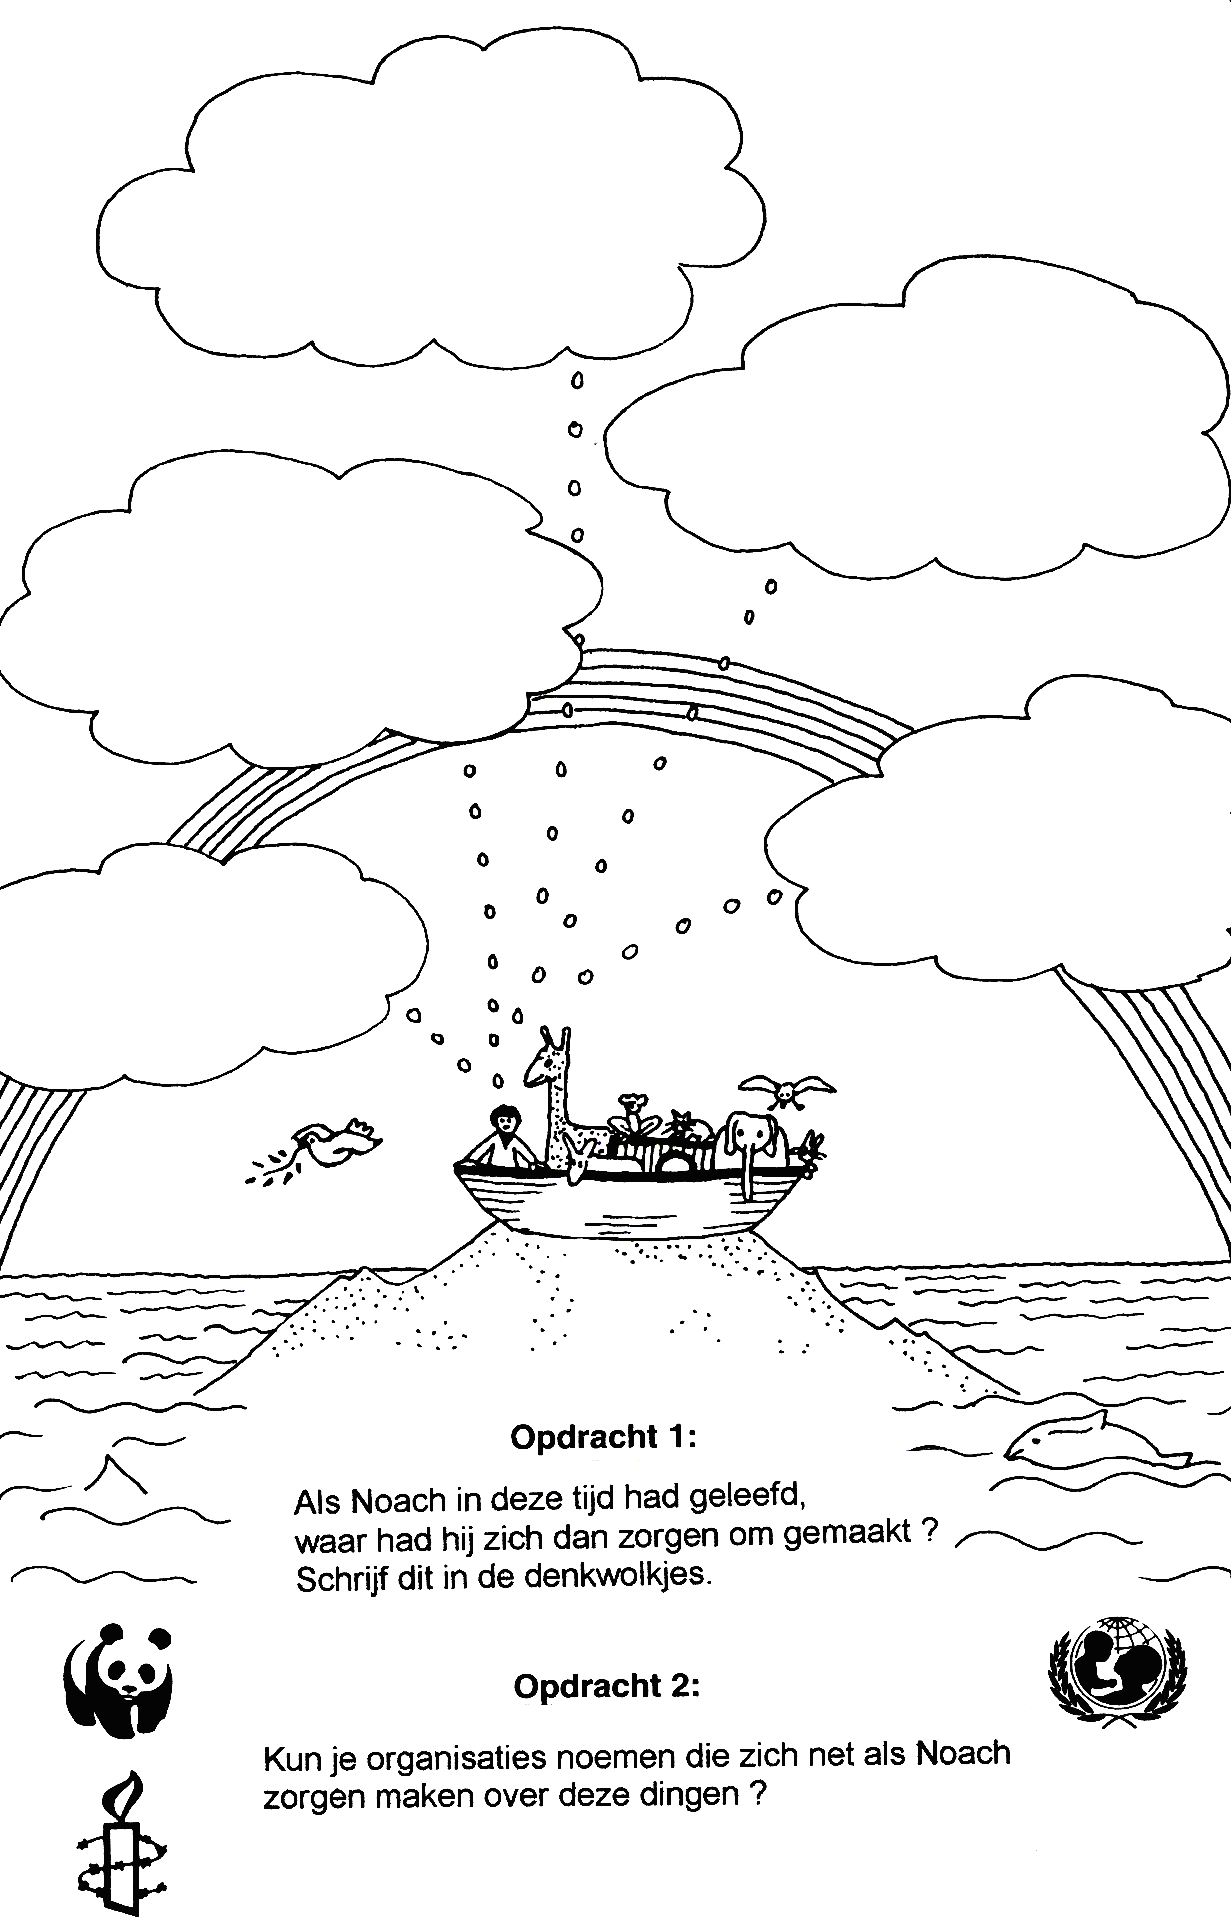 Opdracht 1:
Als Noach in deze tijd had geleefd,
waar had hij zich dan zorgen om gemaakt ?
Schrijf dit in de denkwolkjes.
Opdracht 2:
Kun je organisaties noemen die zich net als Noach
zorgen maken over deze dingen ?